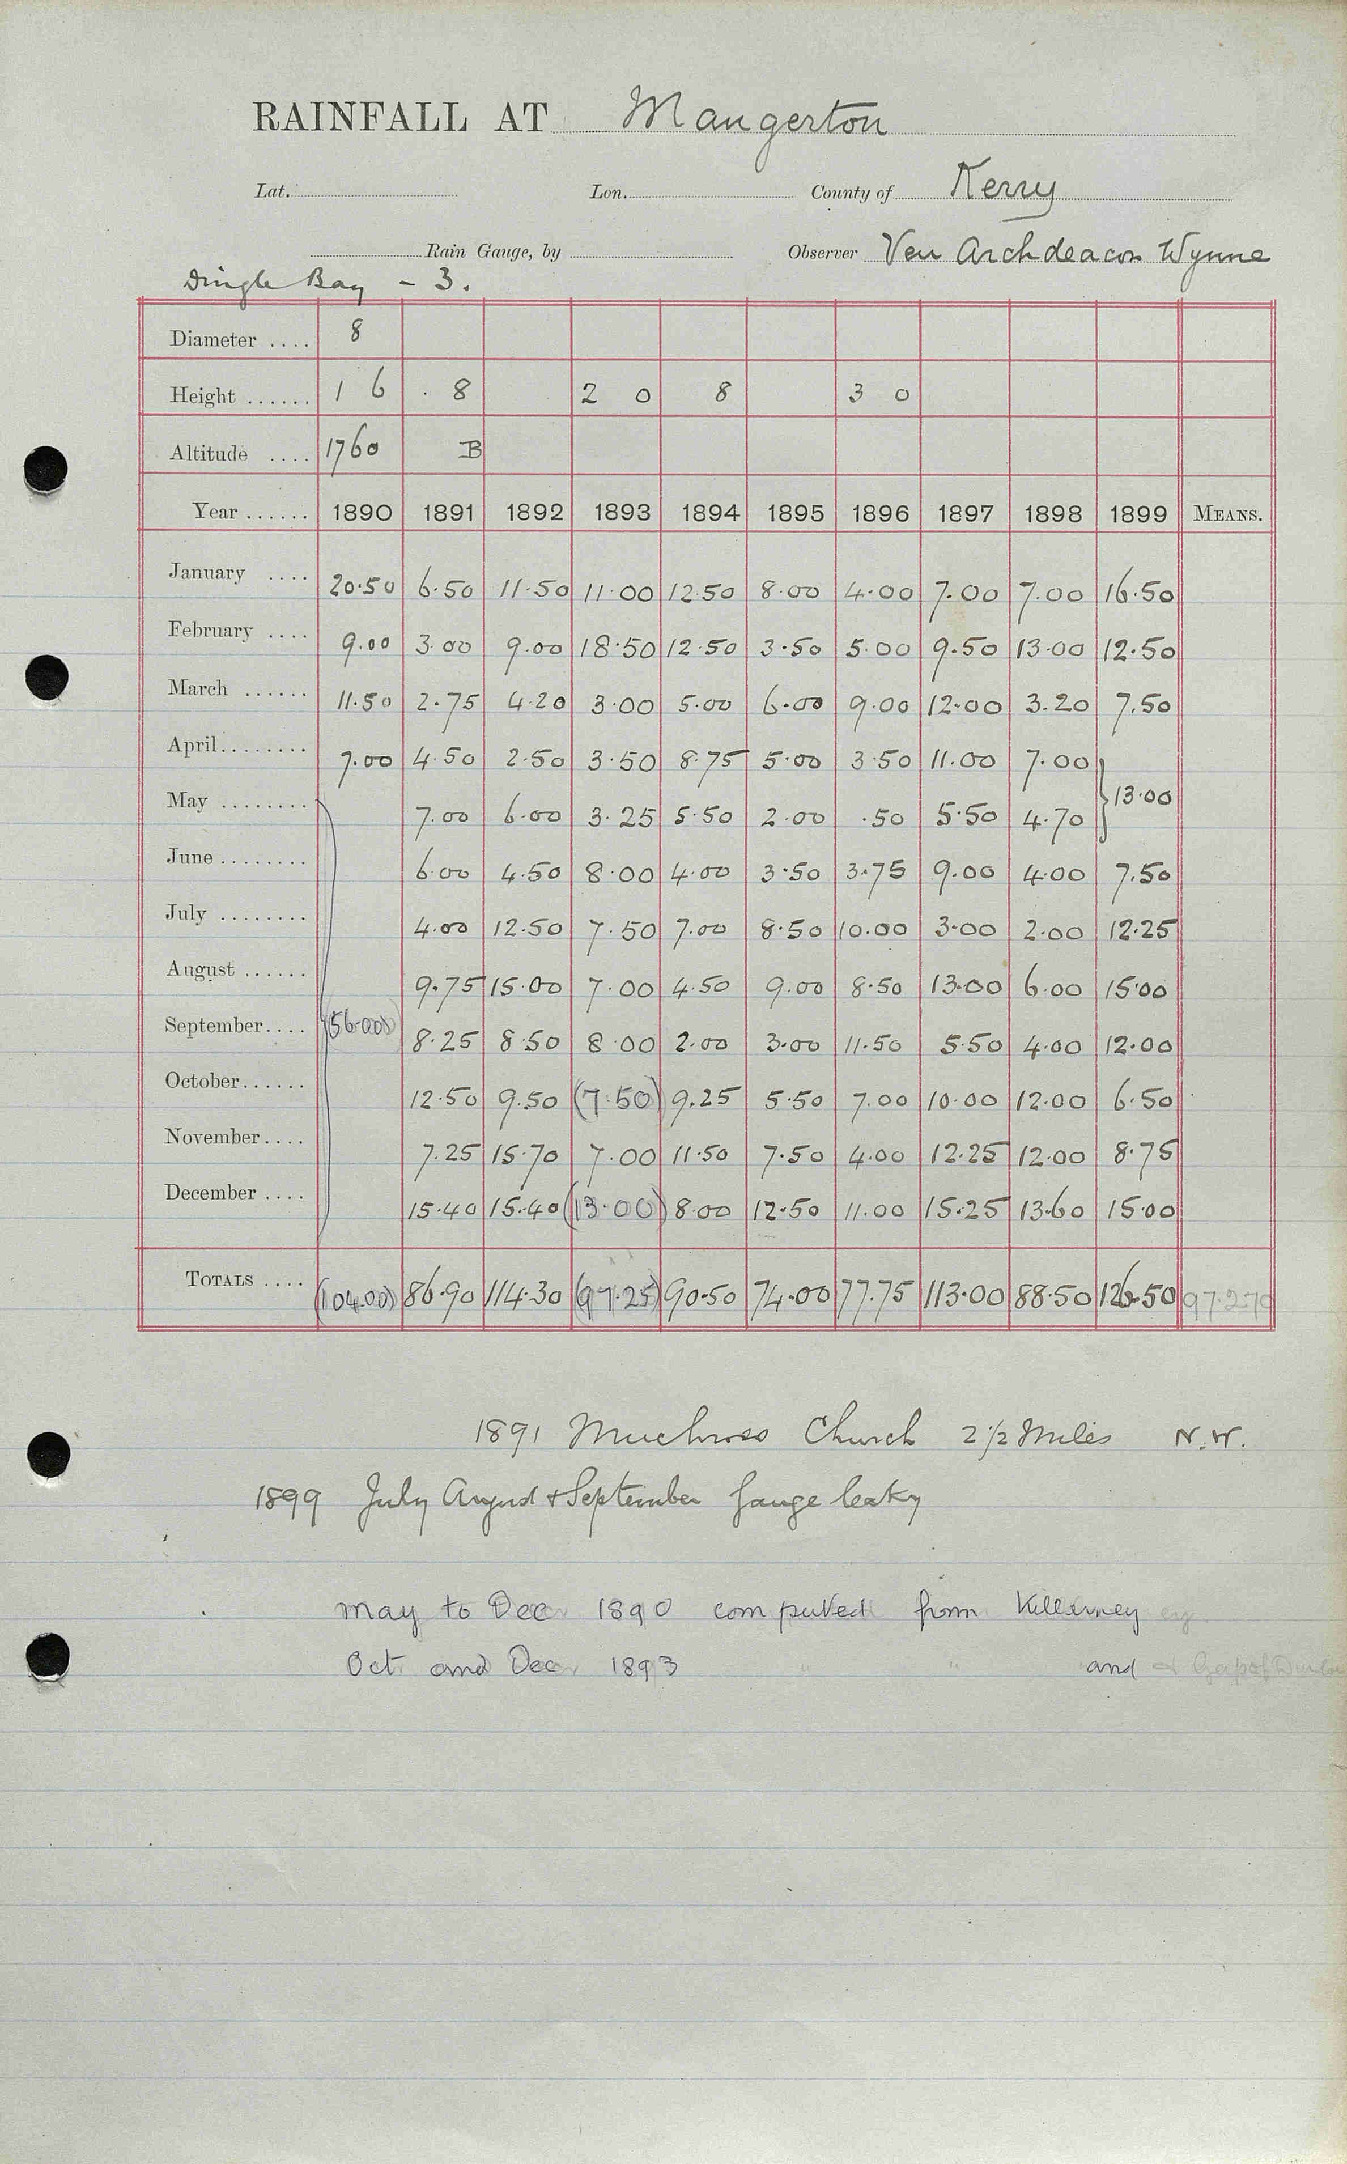 RAINFALL AT Mangerton
Lat. Lon. County of Kerry
Rain Gauge, by Observer Ven Archdeacon Wynne
Dingle Bay - 3.
Diameter .... 8
Height ...... 1 6 . 8 2 0 8 3 0
Altitude .... 1760 B
Year ...... 1890 1891 1892 1893 1894 1895 1896 1897 1898 1899 MEANS.
January .... 20.50 6.50 11.50 11.00 12.50 8.00 4.00 7.00 7.00 16.50
February .... 9.00 3.00 9.00 18.50 12.50 3.50 5.00 9.50 13.00 12.50
March ...... 11.50 2.75 4.20 3.00 5.00 6.00 9.00 12.00 3.20 7.50
April ........ 7.00 4.50 2.50 3.50 8.75 5.00 3.50 11.00 7.00
May ........ 7.00 6.00 3.25 5.50 2.00 .50 5.50 4.70 } 13.00
June ........ 6.00 4.50 8.00 4.00 3.50 3.75 9.00 4.00 7.50
July ........ 4.00 12.50 7.50 7.00 8.50 10.00 3.00 2.00 12.25
August ...... 9.75 15.00 7.00 4.50 9.00 8.50 13.00 6.00 15.00
September .... (56.00) 8.25 8.50 8.00 2.00 3.00 11.50 5.50 4.00 12.00
October ...... 12.50 9.50 (7.50) 9.25 5.50 7.00 10.00 12.00 6.50
November .... 7.25 15.70 7.00 11.50 7.50 4.00 12.25 12.00 8.75
December .... 15.40 15.40 (13.00) 8.00 12.50 11.00 15.25 13.60 15.00
TOTALS .... (104.00) 86.90 114.30 (97.25) 90.50 74.00 77.75 113.00 88.50 126.50 97.270
1891 Muckross Church 2 1/2 Miles N.W.
1899 July August & September gauge leaky
May to Dec 1890 computed from Killarney
Oct and Dec 1893 " " and & Gap of Dunloe